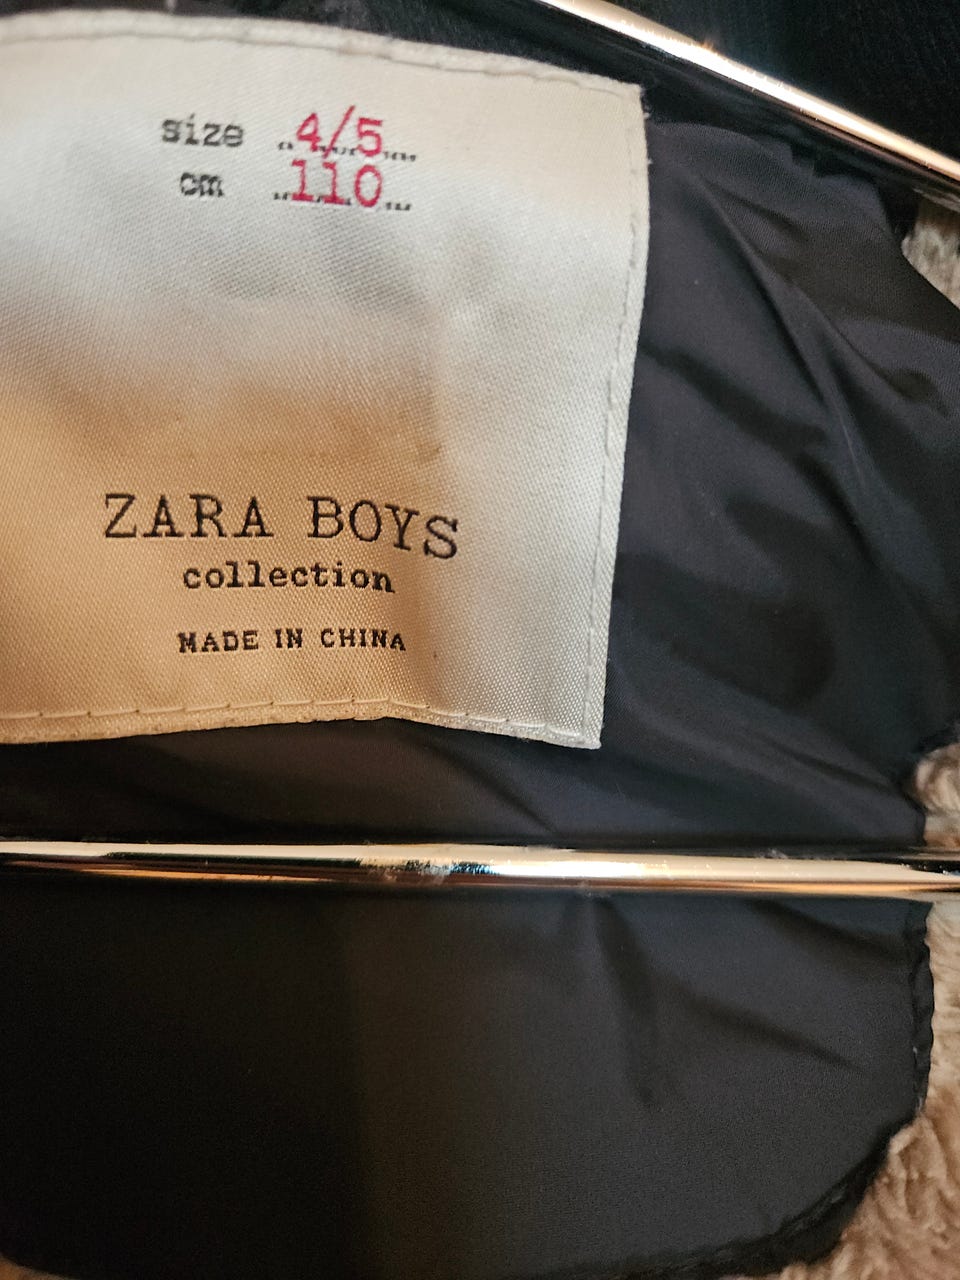 size 4/5
cm 110
ZARA BOYS
collection
MADE IN CHINA